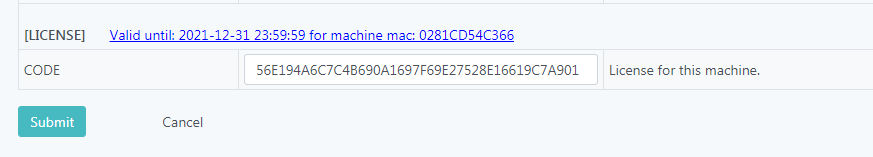 [LICENSE] Valid until: 2021-12-31 23:59:59 for machine mac: 0281CD54C366
CODE 56E194A6C7C4B690A1697F69E27528E16619C7A901 License for this machine.
Submit Cancel